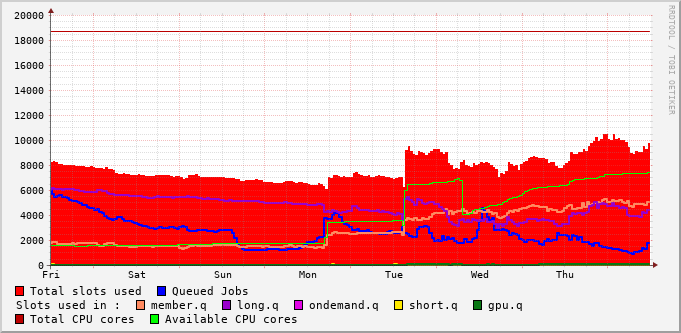 20000
18000
16000
14000
12000
10000
8000
6000
4000
2000
0
Fri Sat Sun Mon Tue Wed Thu
RRDTOOL / TOBI OETIKER
Total slots used Queued Jobs
Slots used in : member.q long.q ondemand.q short.q gpu.q
Total CPU cores Available CPU cores